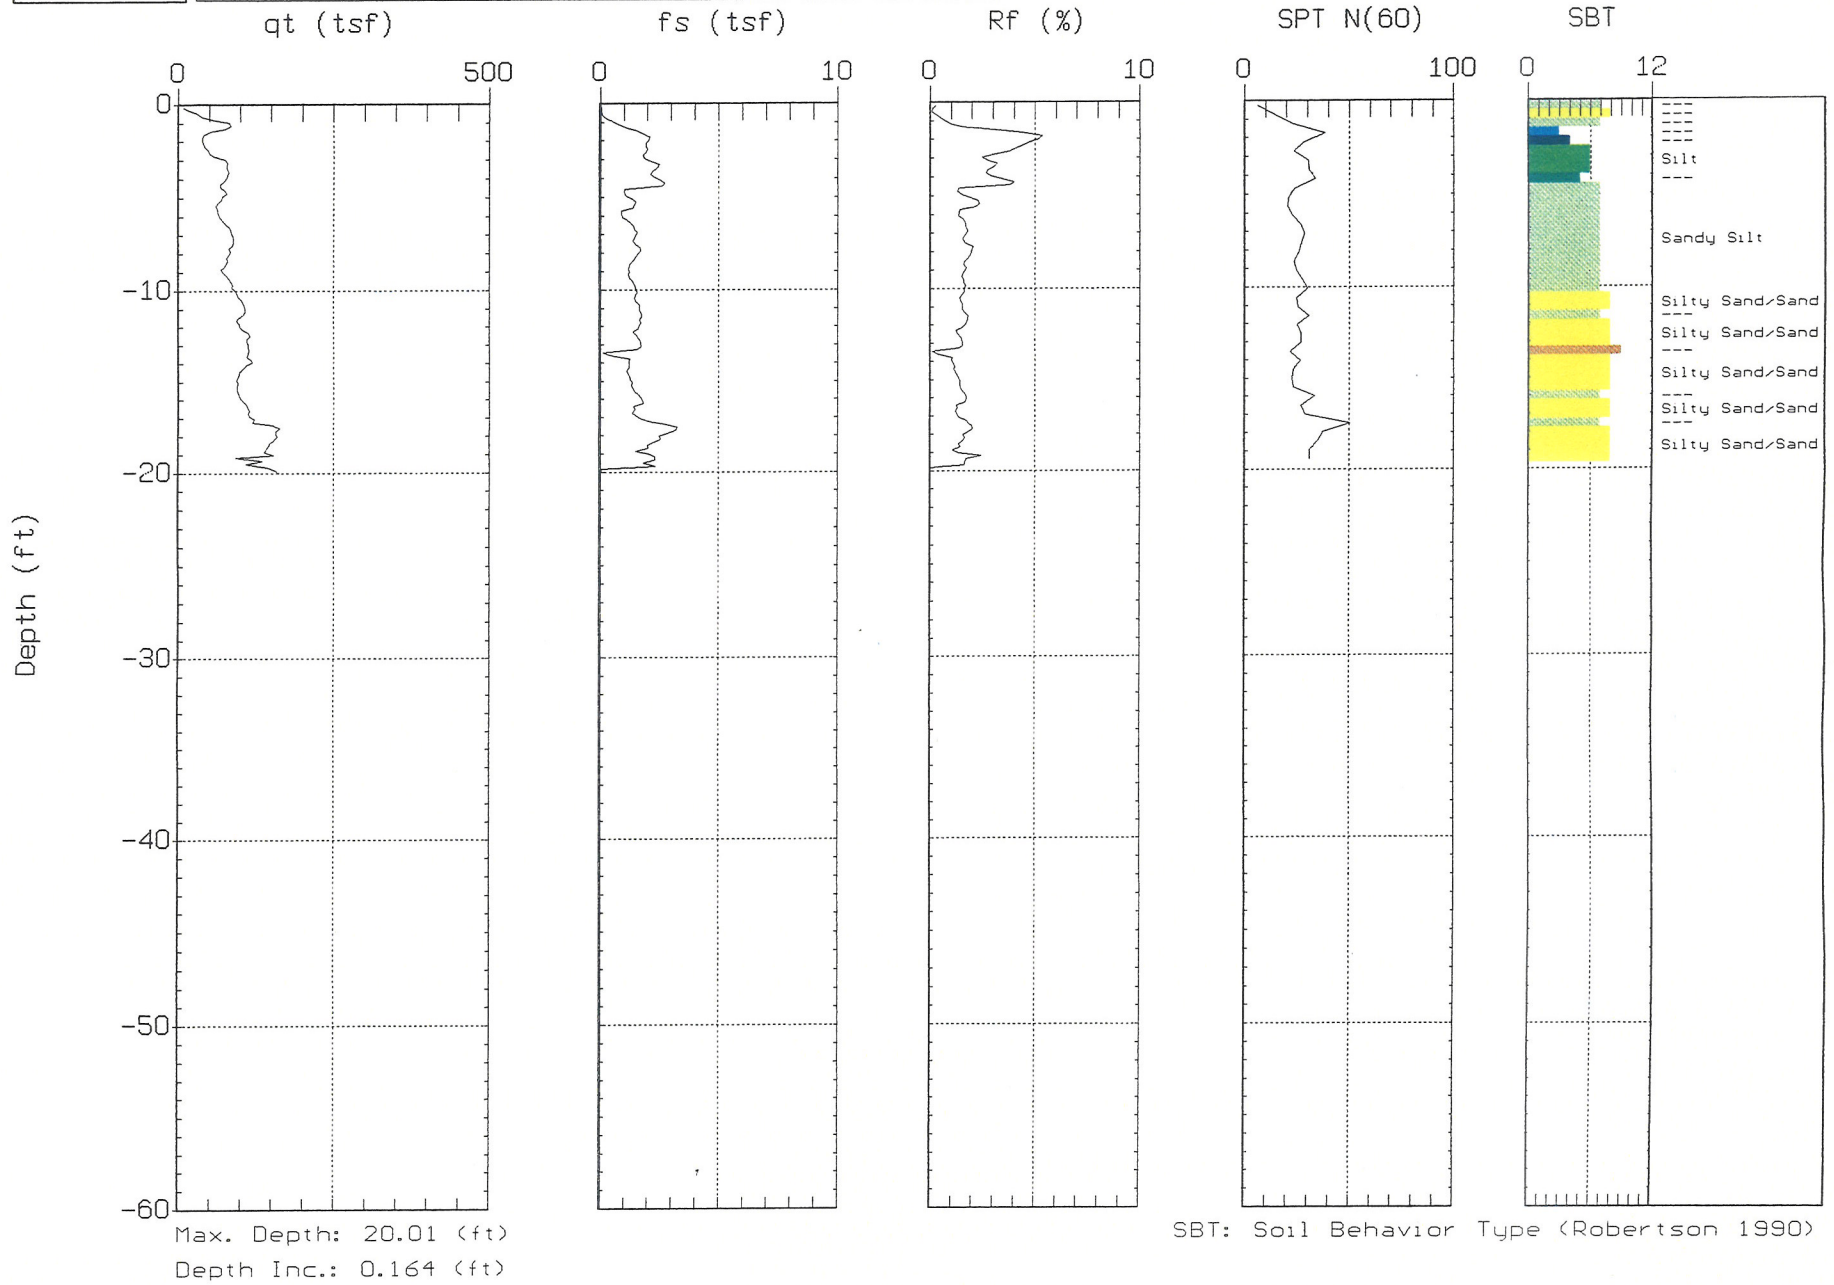 qt (tsf)
fs (tsf)
Rf (%)
SPT N(60)
SBT
0 500
0 10
0 10
0 100
0 12
0
-10
-20
-30
-40
-50
-60
Depth (ft)
---
---
---
---
---
Silt
---
Sandy Silt
Silty Sand/Sand
---
Silty Sand/Sand
---
Silty Sand/Sand
---
Silty Sand/Sand
---
Silty Sand/Sand
Max. Depth: 20.01 (ft)
Depth Inc.: 0.164 (ft)
SBT: Soil Behavior Type (Robertson 1990)